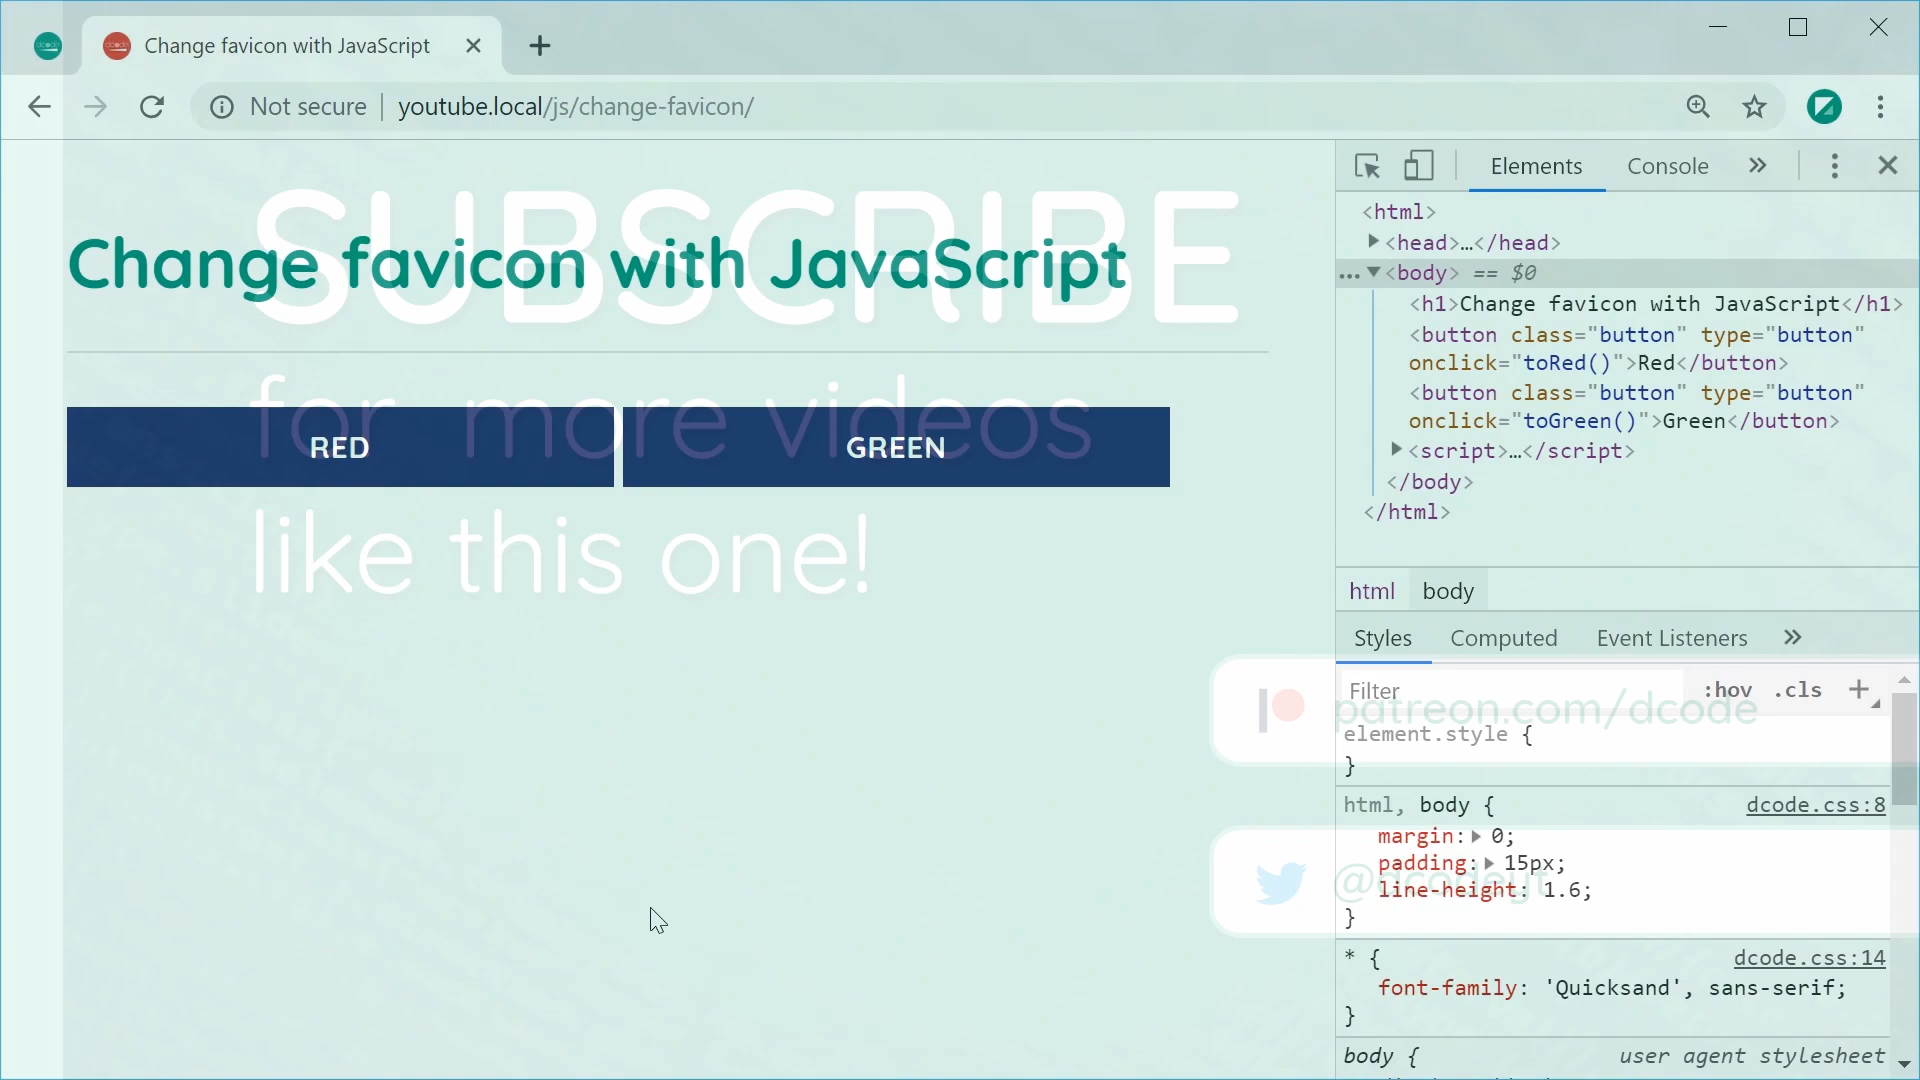 Change favicon with JavaScript
Not secure youtube.local/js/change-favicon/
SUBSCRIBE
Change favicon with JavaScript
for more videos
RED GREEN
like this one!
Elements Console
<html>
<head>…</head>
<body> == $0
<h1>Change favicon with JavaScript</h1>
<button class="button" type="button"
onclick="toRed()">Red</button>
<button class="button" type="button"
onclick="toGreen()">Green</button>
<script>…</script>
</body>
</html>
html body
Styles Computed Event Listeners
Filter :hov .cls
patreon.com/dcode
element.style {
}
html, body { dcode.css:8
margin: 0;
padding: 15px;
@dcodeyt
line-height: 1.6;
}
* { dcode.css:14
font-family: 'Quicksand', sans-serif;
}
body { user agent stylesheet